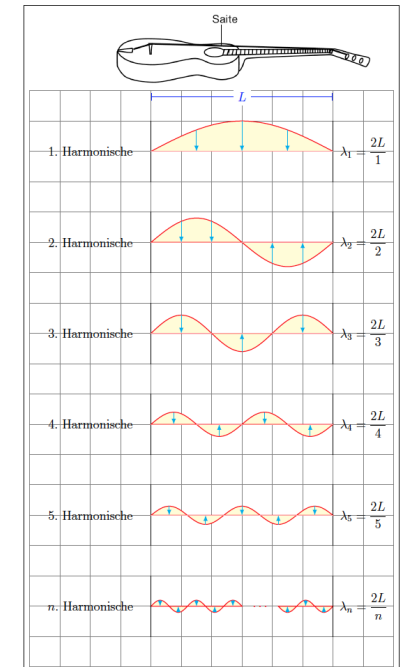 Saite
L
1. Harmonische λ₁ = 2L/1
2. Harmonische λ₂ = 2L/2
3. Harmonische λ₃ = 2L/3
4. Harmonische λ₄ = 2L/4
5. Harmonische λ₅ = 2L/5
n. Harmonische ... λₙ = 2L/n